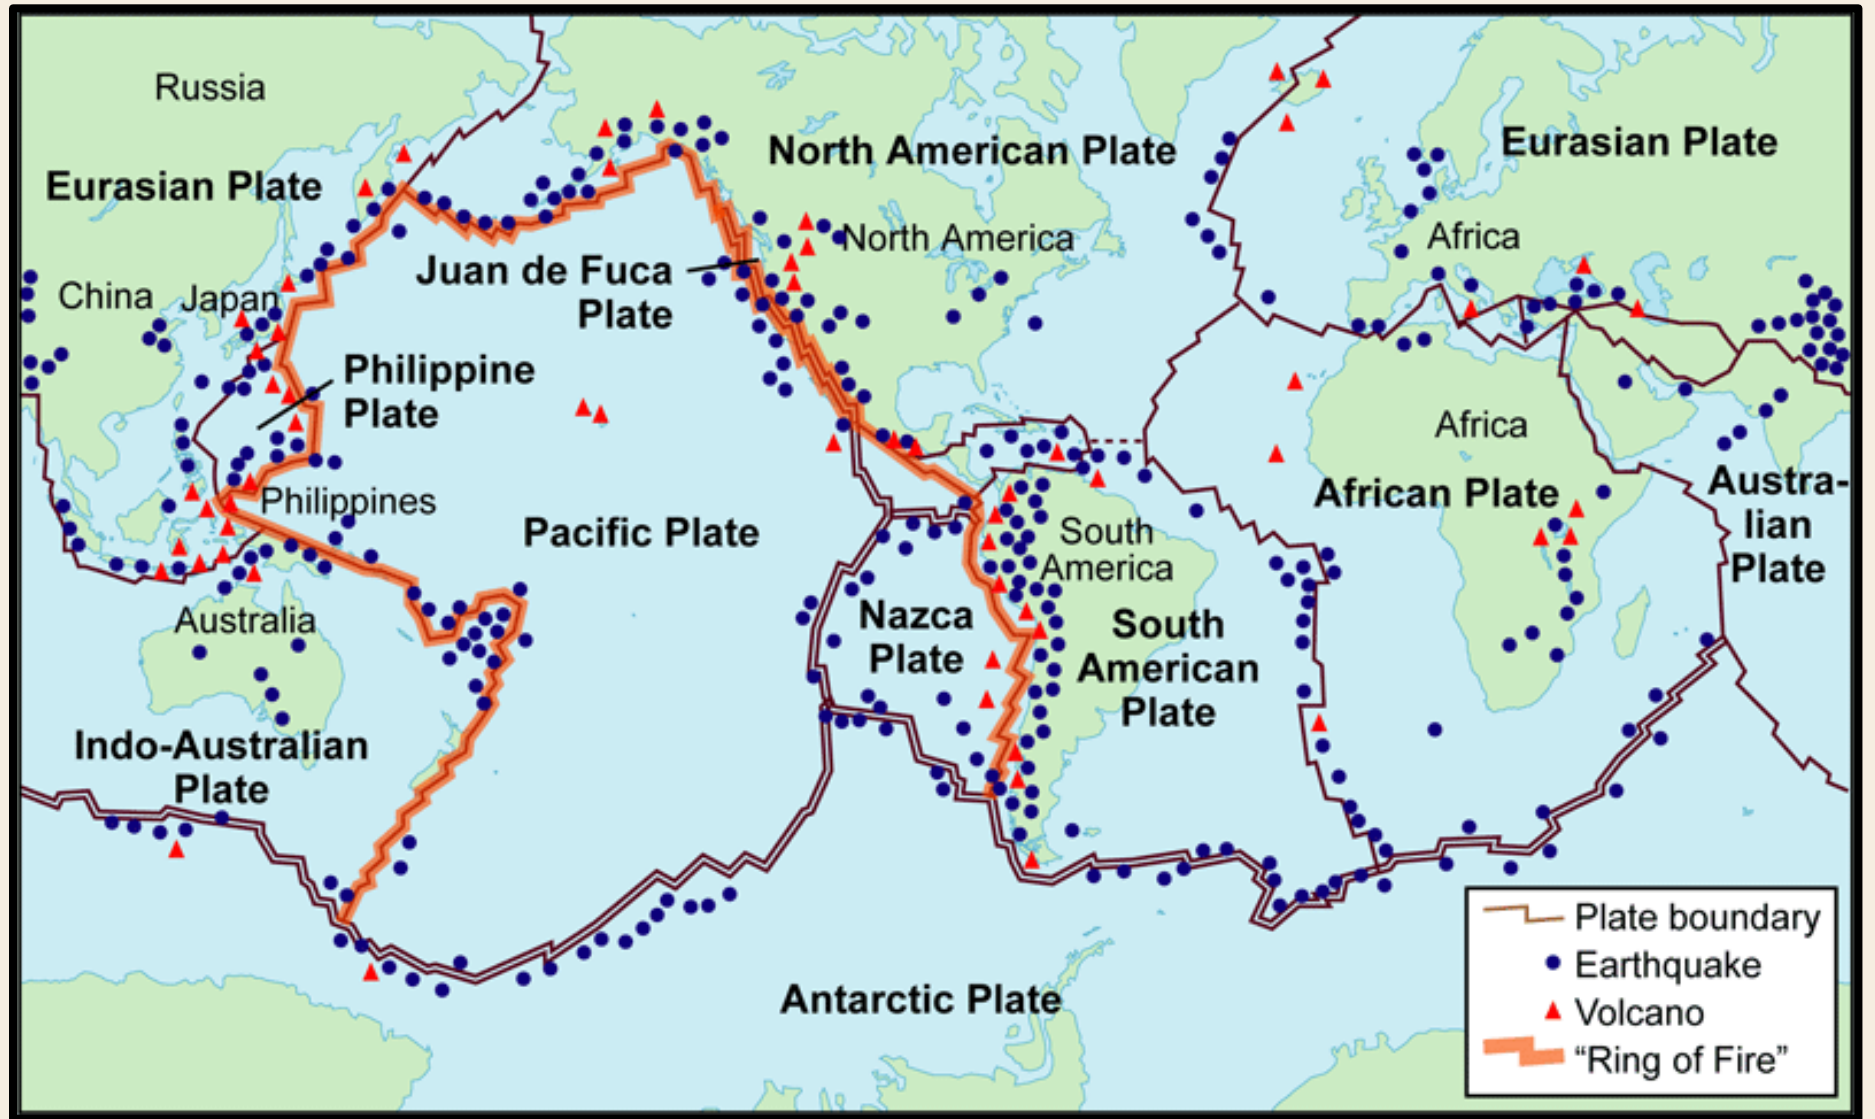 Russia
North American Plate
Eurasian Plate
Eurasian Plate
Africa
North America
Juan de Fuca
Plate
China
Japan
Philippine
Plate
Africa
African Plate
Austra-
lian
Plate
Philippines
Pacific Plate
South
America
Nazca
Plate
South
American
Plate
Australia
Indo-Australian
Plate
Antarctic Plate
Plate boundary
Earthquake
Volcano
“Ring of Fire”